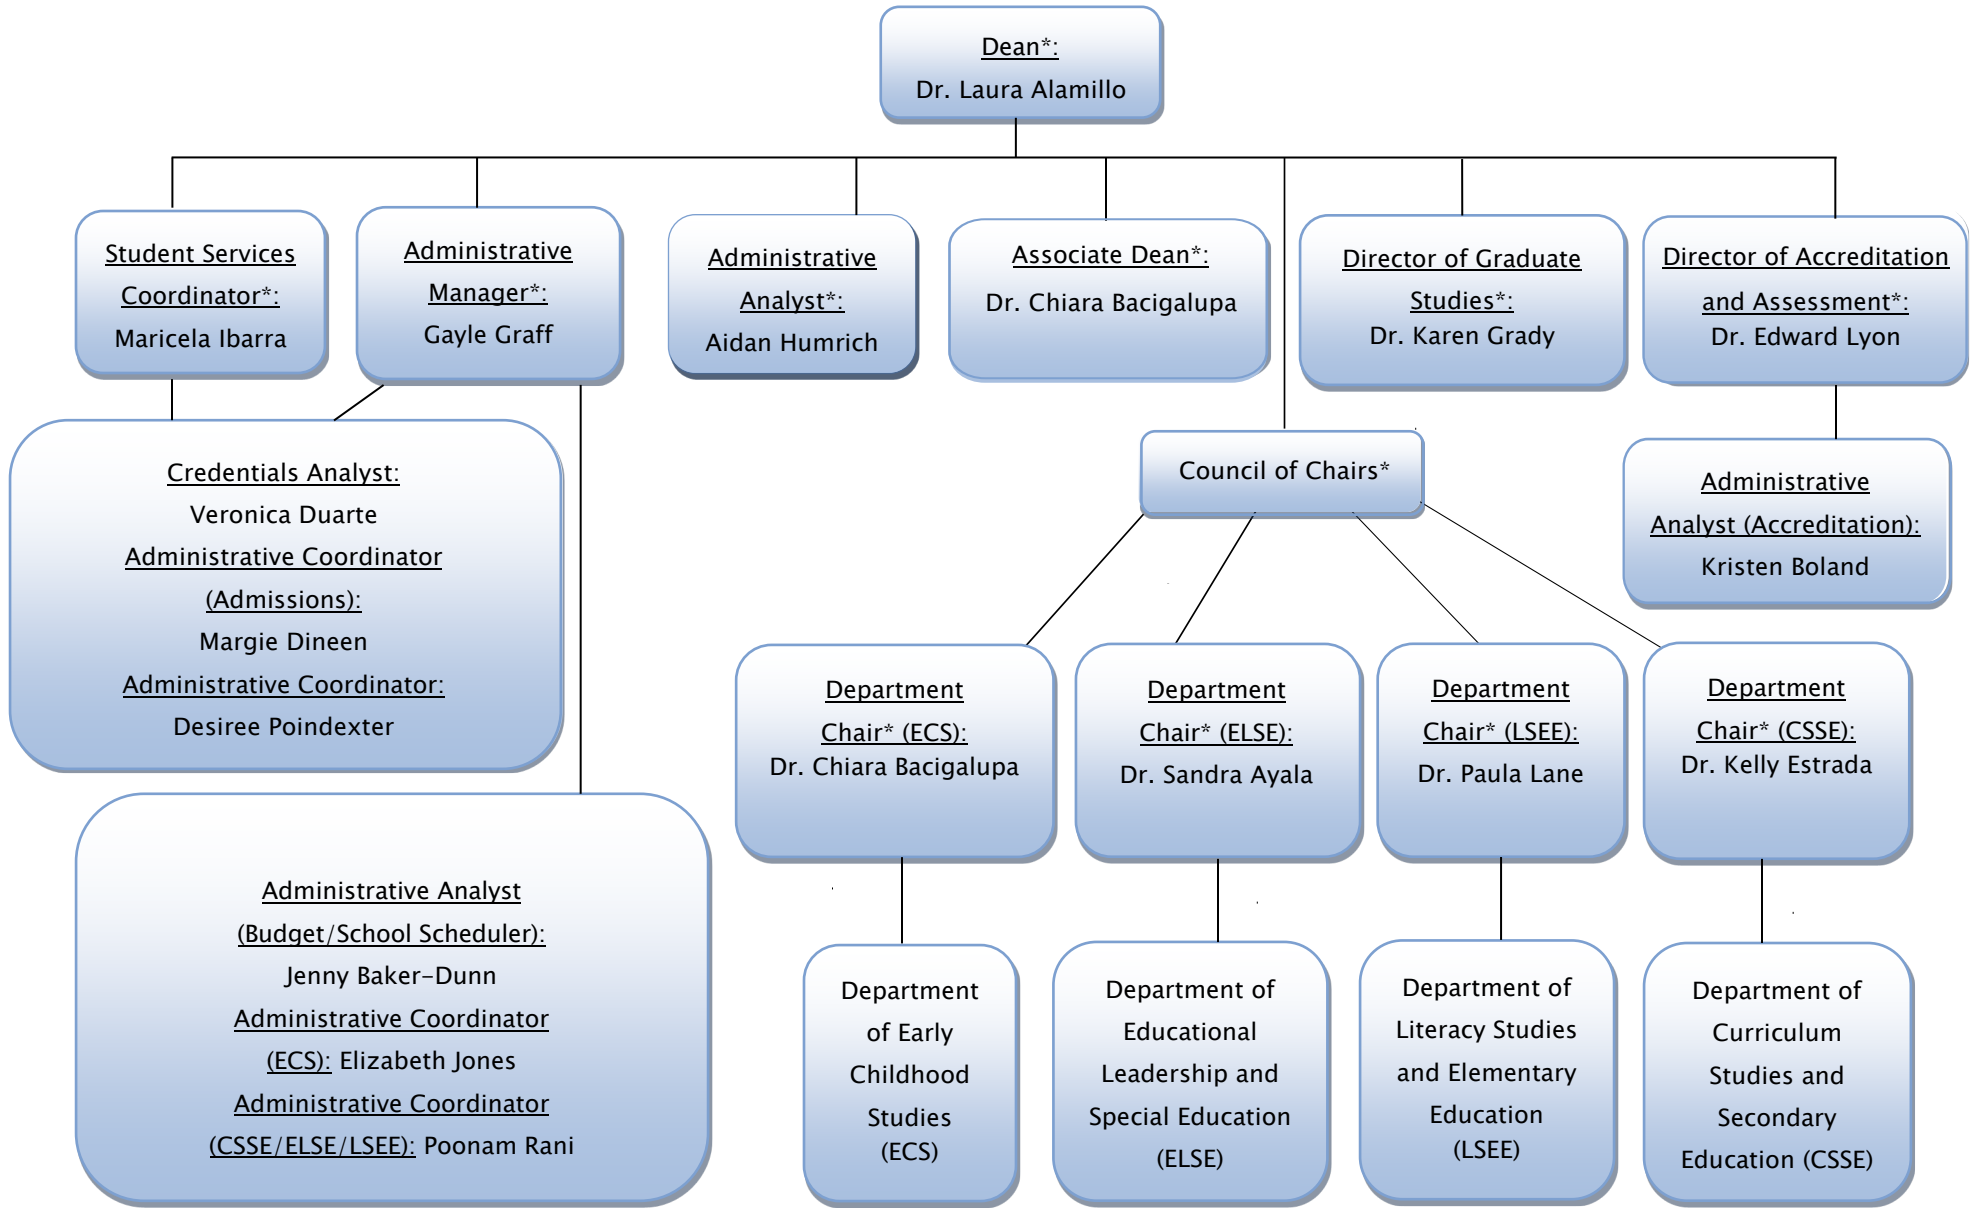 Dean*:
Dr. Laura Alamillo
Student Services
Coordinator*:
Maricela Ibarra
Administrative
Manager*:
Gayle Graff
Administrative
Analyst*:
Aidan Humrich
Associate Dean*:
Dr. Chiara Bacigalupa
Director of Graduate
Studies*:
Dr. Karen Grady
Director of Accreditation
and Assessment*:
Dr. Edward Lyon
Credentials Analyst:
Veronica Duarte
Administrative Coordinator
(Admissions):
Margie Dineen
Administrative Coordinator:
Desiree Poindexter
Council of Chairs*
Administrative
Analyst (Accreditation):
Kristen Boland
Department
Chair* (ECS):
Dr. Chiara Bacigalupa
Department
Chair* (ELSE):
Dr. Sandra Ayala
Department
Chair* (LSEE):
Dr. Paula Lane
Department
Chair* (CSSE):
Dr. Kelly Estrada
Administrative Analyst
(Budget/School Scheduler):
Jenny Baker-Dunn
Administrative Coordinator
(ECS): Elizabeth Jones
Administrative Coordinator
(CSSE/ELSE/LSEE): Poonam Rani
Department
of Early
Childhood
Studies
(ECS)
Department of
Educational
Leadership and
Special Education
(ELSE)
Department of
Literacy Studies
and Elementary
Education
(LSEE)
Department of
Curriculum
Studies and
Secondary
Education (CSSE)